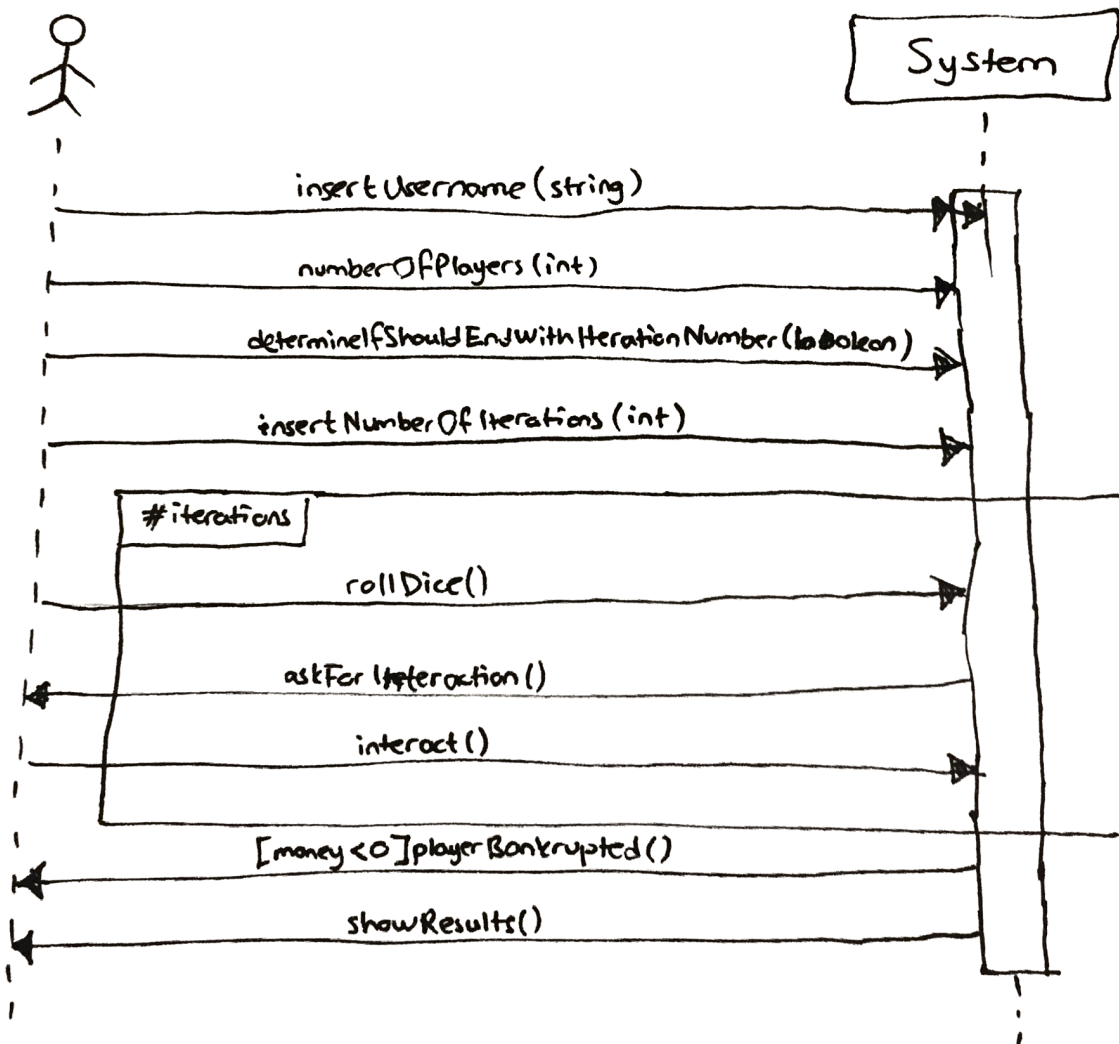 System
insertUsername(string)
numberOfPlayers(int)
determineIfShouldEndWithIterationNumber(boolean)
insertNumberOfIterations(int)
#iterations
rollDice()
askForInteraction()
interact()
[money<0]playerBankrupted()
showResults()